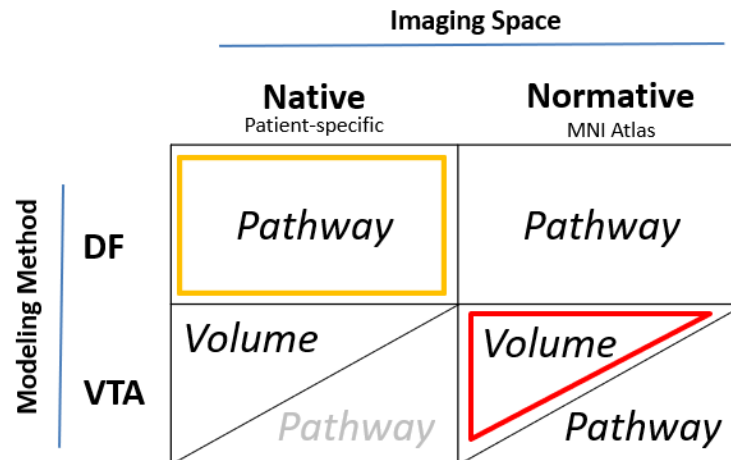 Imaging Space
Native
Normative
Patient-specific
MNI Atlas
Modeling Method
DF
Pathway
Pathway
VTA
Volume
Pathway
Volume
Pathway